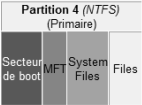 Partition 4 (NTFS)
(Primaire)
Secteur
de boot
MFT
System
Files
Files